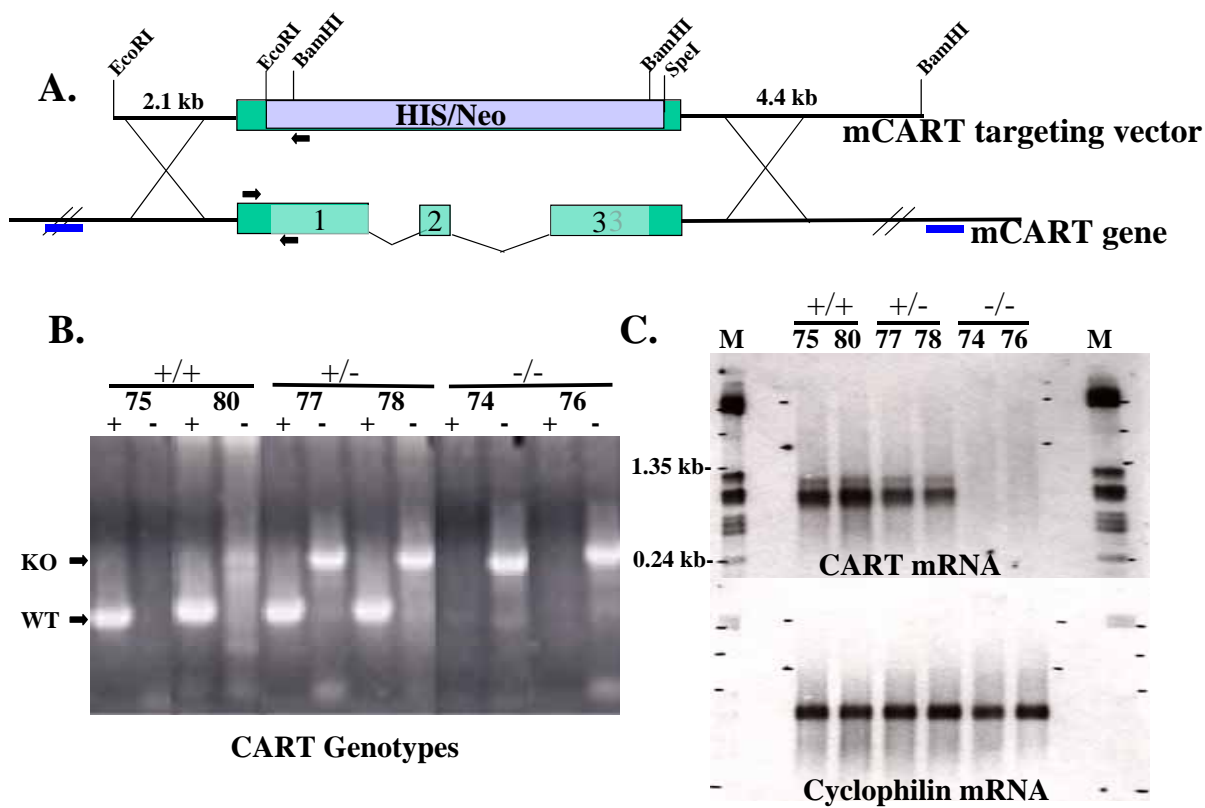 A.
EcoRI
EcoRI
BamHI
BamHI
SpeI
BamHI
2.1 kb
HIS/Neo
4.4 kb
mCART targeting vector
1
2
33
mCART gene
B.
+/+ +/- -/-
75 80 77 78 74 76
+ - + - + - + - + - + -
KO
WT
CART Genotypes
C.
+/+ +/- -/-
M 75 80 77 78 74 76 M
1.35 kb-
0.24 kb-
CART mRNA
Cyclophilin mRNA